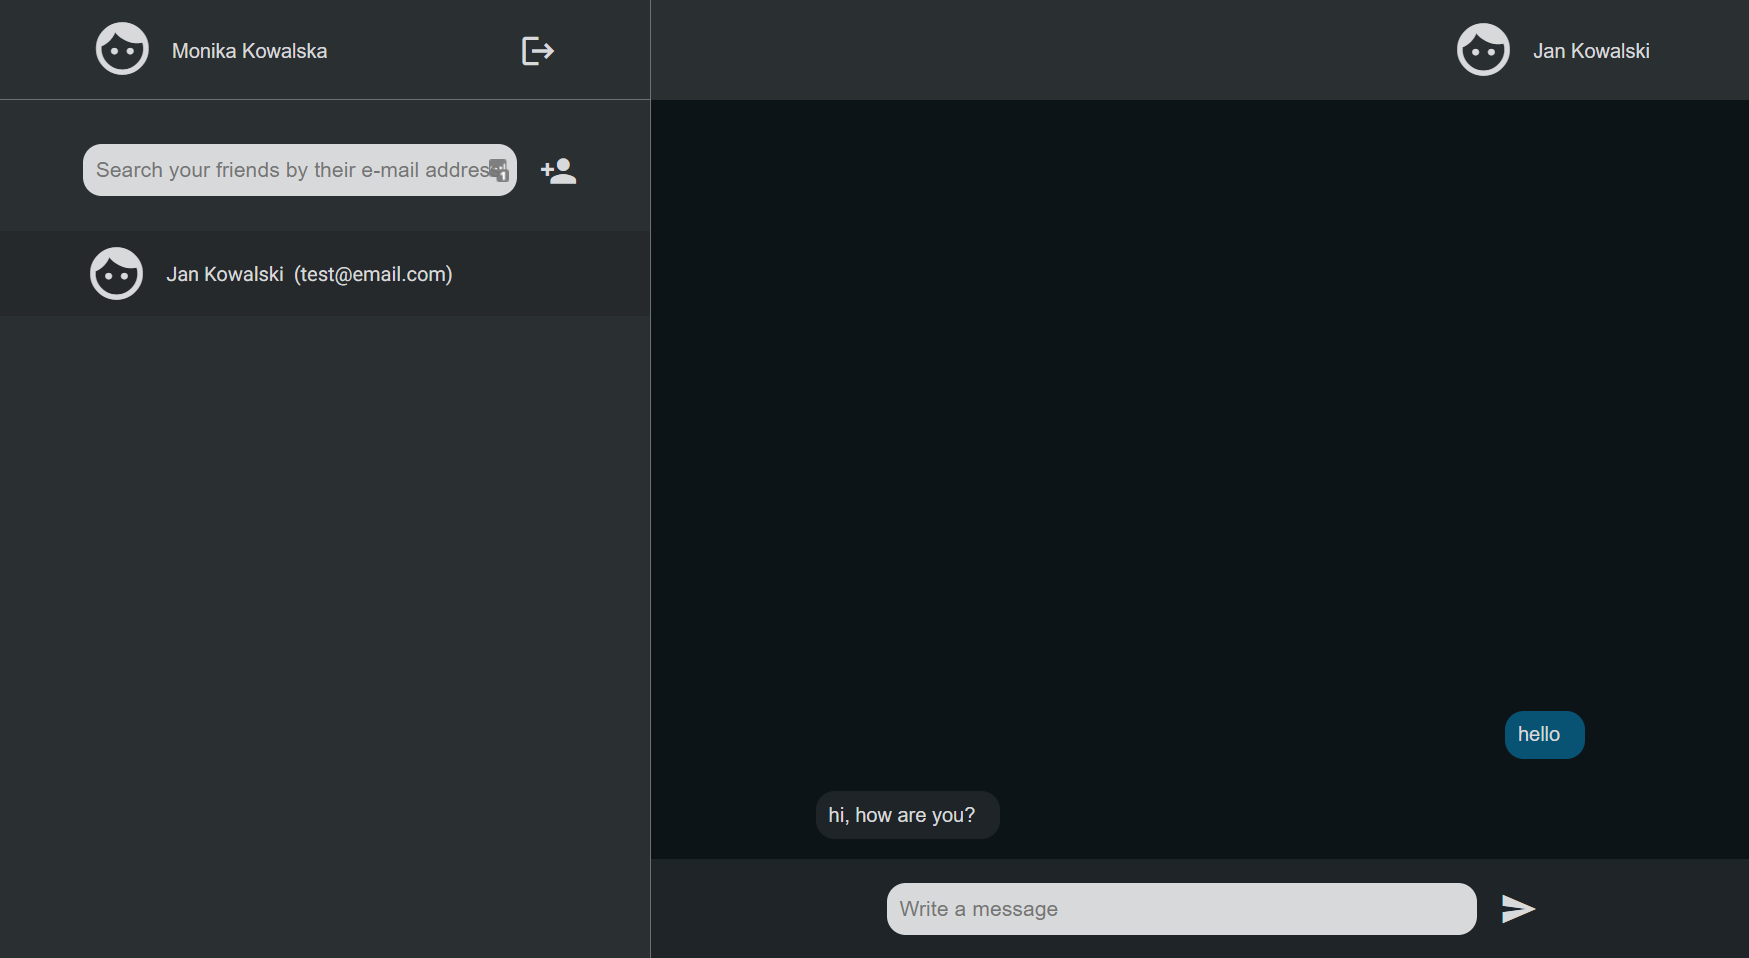 Monika Kowalska
Jan Kowalski
Search your friends by their e-mail addres
Jan Kowalski (test@email.com)
hello
hi, how are you?
Write a message